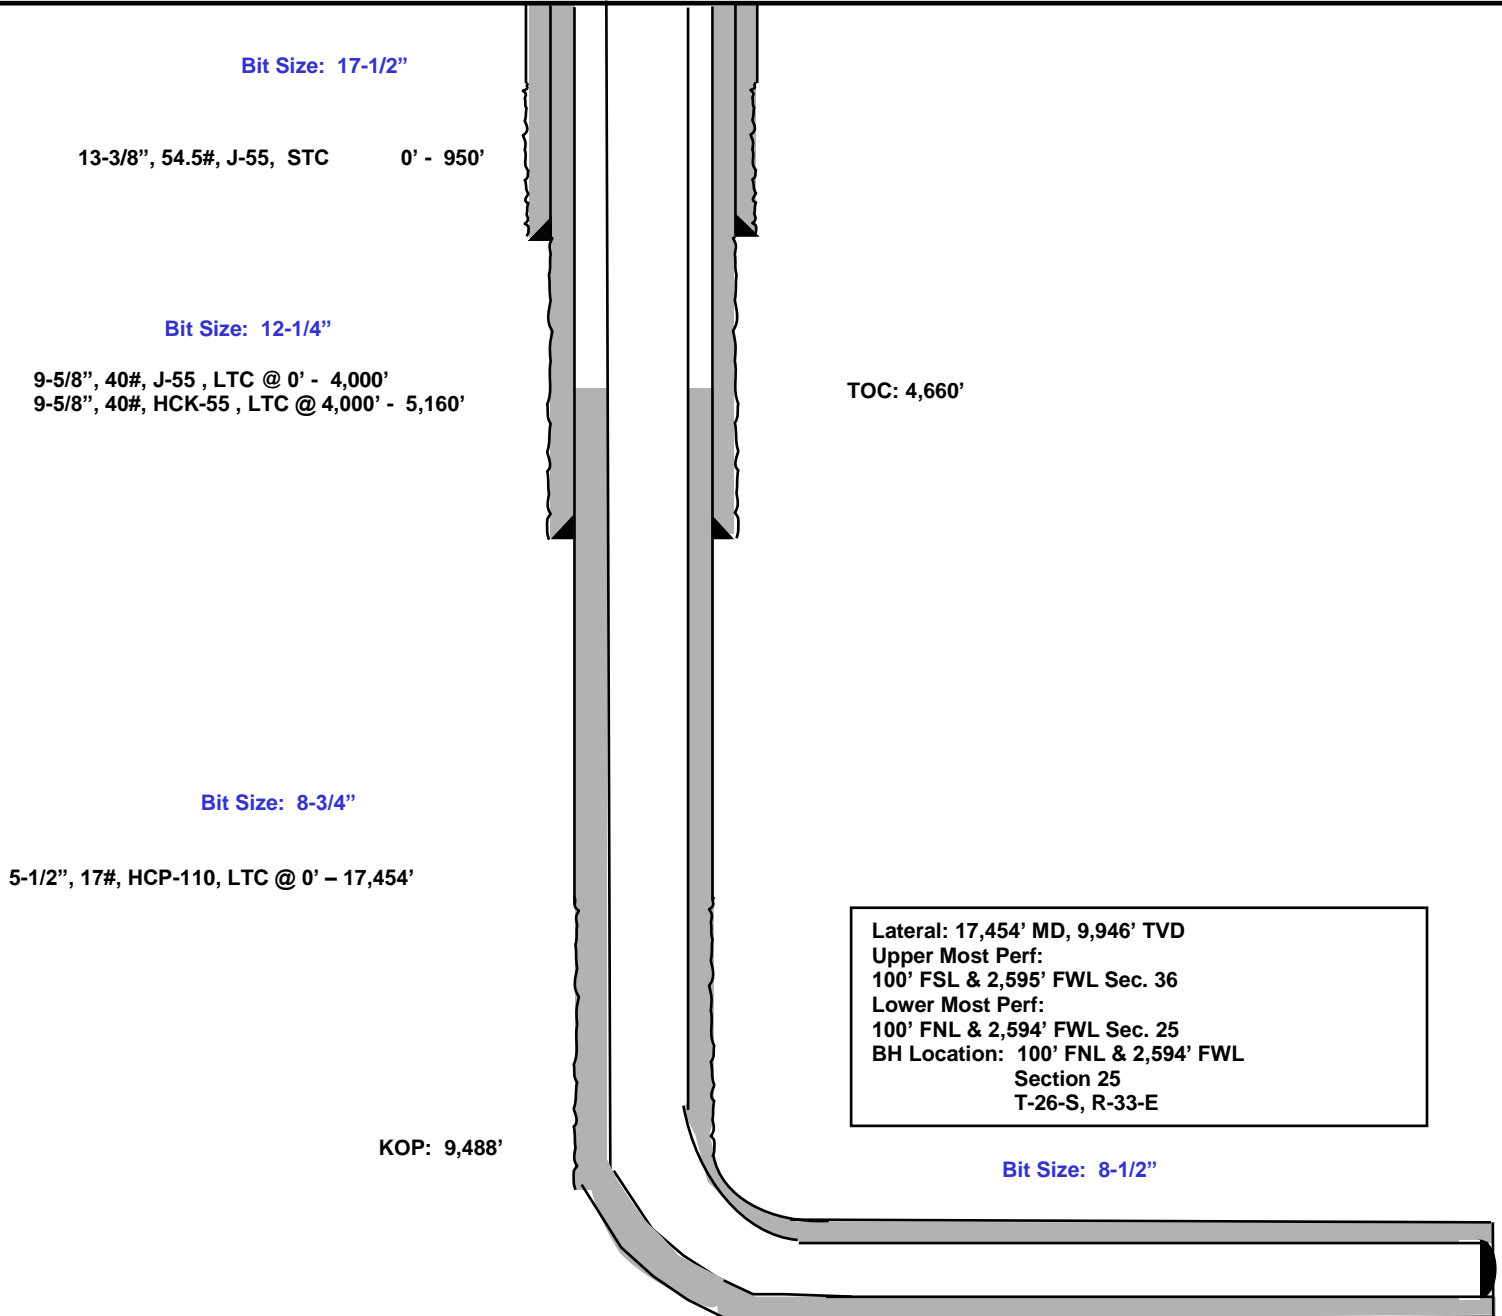 Bit Size: 17-1/2”
13-3/8”, 54.5#, J-55, STC 0’ - 950’
Bit Size: 12-1/4”
9-5/8”, 40#, J-55 , LTC @ 0’ - 4,000’
9-5/8”, 40#, HCK-55 , LTC @ 4,000’ - 5,160’
TOC: 4,660’
Bit Size: 8-3/4”
5-1/2”, 17#, HCP-110, LTC @ 0’ – 17,454’
Lateral: 17,454’ MD, 9,946’ TVD
Upper Most Perf:
100’ FSL & 2,595’ FWL Sec. 36
Lower Most Perf:
100’ FNL & 2,594’ FWL Sec. 25
BH Location: 100’ FNL & 2,594’ FWL
Section 25
T-26-S, R-33-E
KOP: 9,488’
Bit Size: 8-1/2”